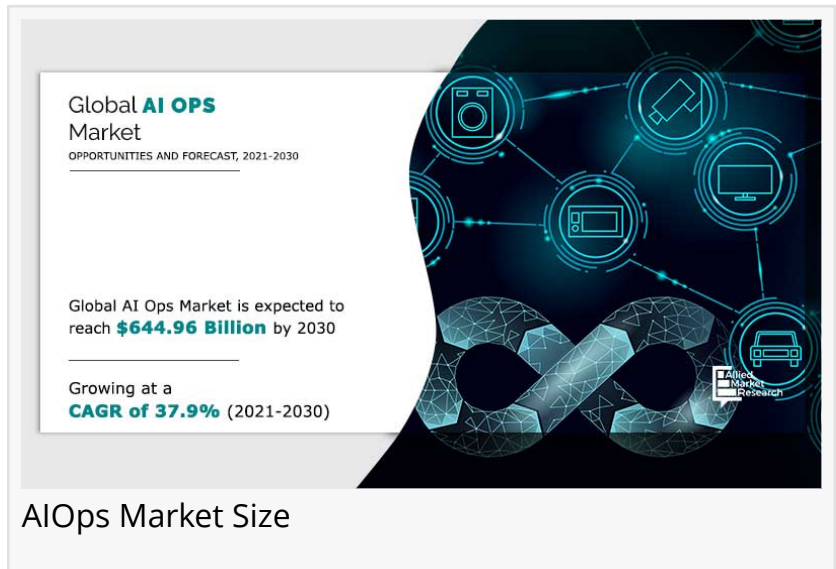 Global AI OPS
Market
OPPORTUNITIES AND FORECAST, 2021-2030
Global AI Ops Market is expected to
reach $644.96 Billion by 2030
Growing at a
CAGR of 37.9% (2021-2030)
Allied
Market
Research
AIOps Market Size